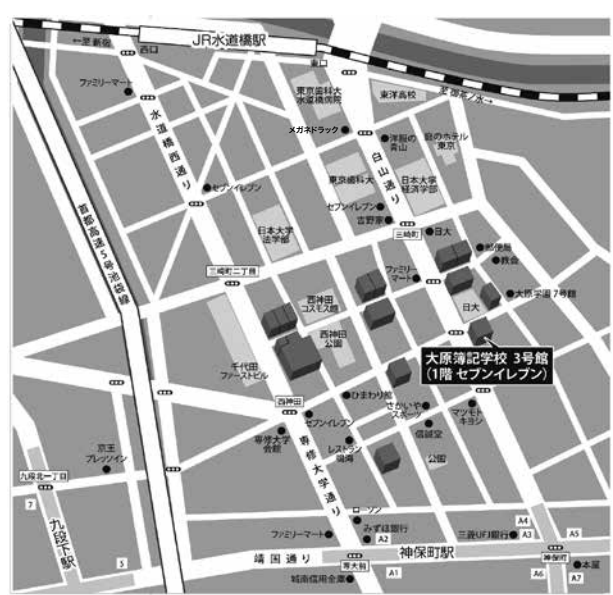 JR水道橋駅
←至 新宿
西口
東口
ファミリーマート
東京歯科大
水道橋病院
東洋高校
至 御茶ノ水→
水道橋西通り
メガネドラッグ
白山通り
洋服の
青山
庭のホテル
東京
東京歯科大
日本大学
経済学部
セブンイレブン
セブンイレブン
吉野家
首都高速5号池袋線
日本大学
法学部
三崎町
日大
郵便局
教会
三崎町二丁目
ファミリー
マート
西神田
コスモス館
大原学園 7号館
日大
西神田
公園
千代田
ファーストビル
大原簿記学校 3号館
(1階 セブンイレブン)
ひまわり館
西神田
セブンイレブン
さかいや
スポーツ
マツモト
キヨシ
専修大学
会館
信誠堂
専修大学通り
レストラン
鳴海
公園
京王
プレッソイン
九段北一丁目
7
九段下駅
5
ローソン
みずほ銀行
ファミリーマート
A2
三菱UFJ銀行
A4
A3
A5
靖国通り
専大前
神保町駅
神保町
A1
A6
A7
本屋
城南信用金庫